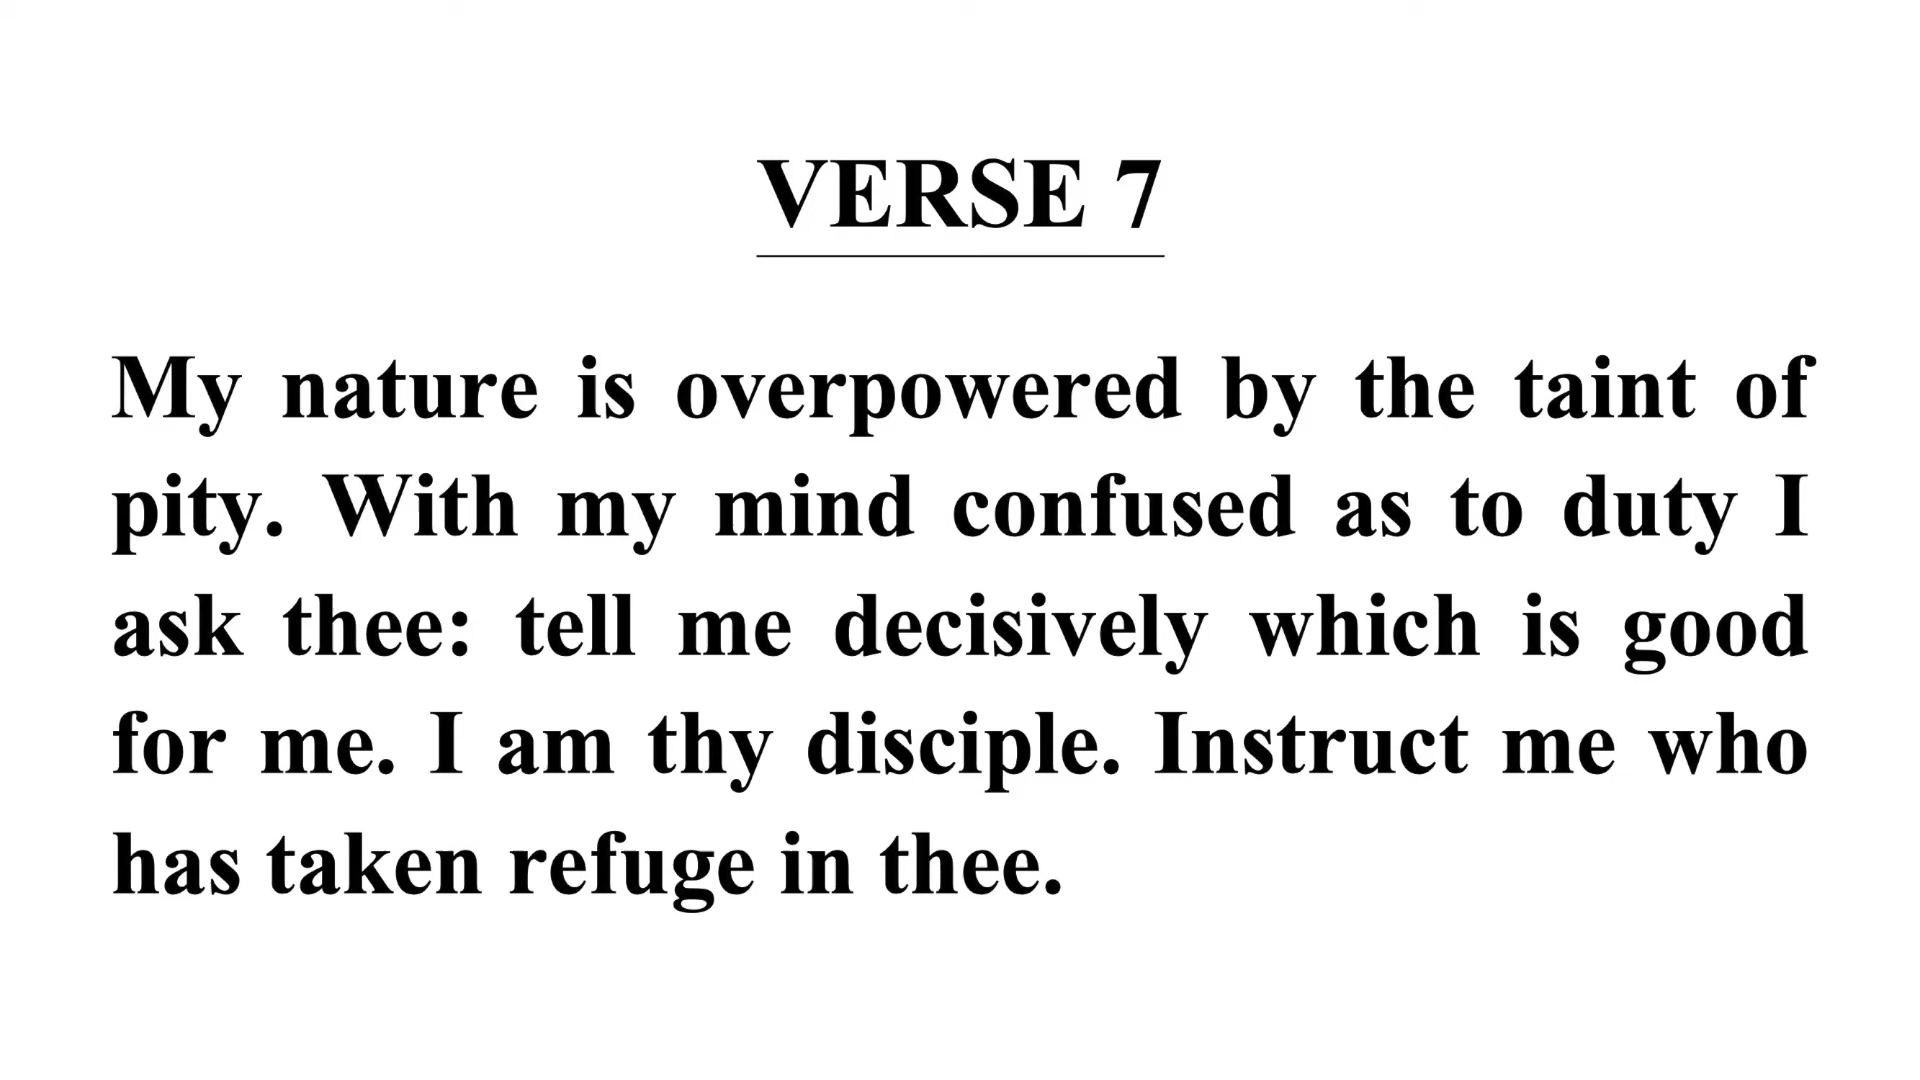 VERSE 7
My nature is overpowered by the taint of
pity. With my mind confused as to duty I
ask thee: tell me decisively which is good
for me. I am thy disciple. Instruct me who
has taken refuge in thee.